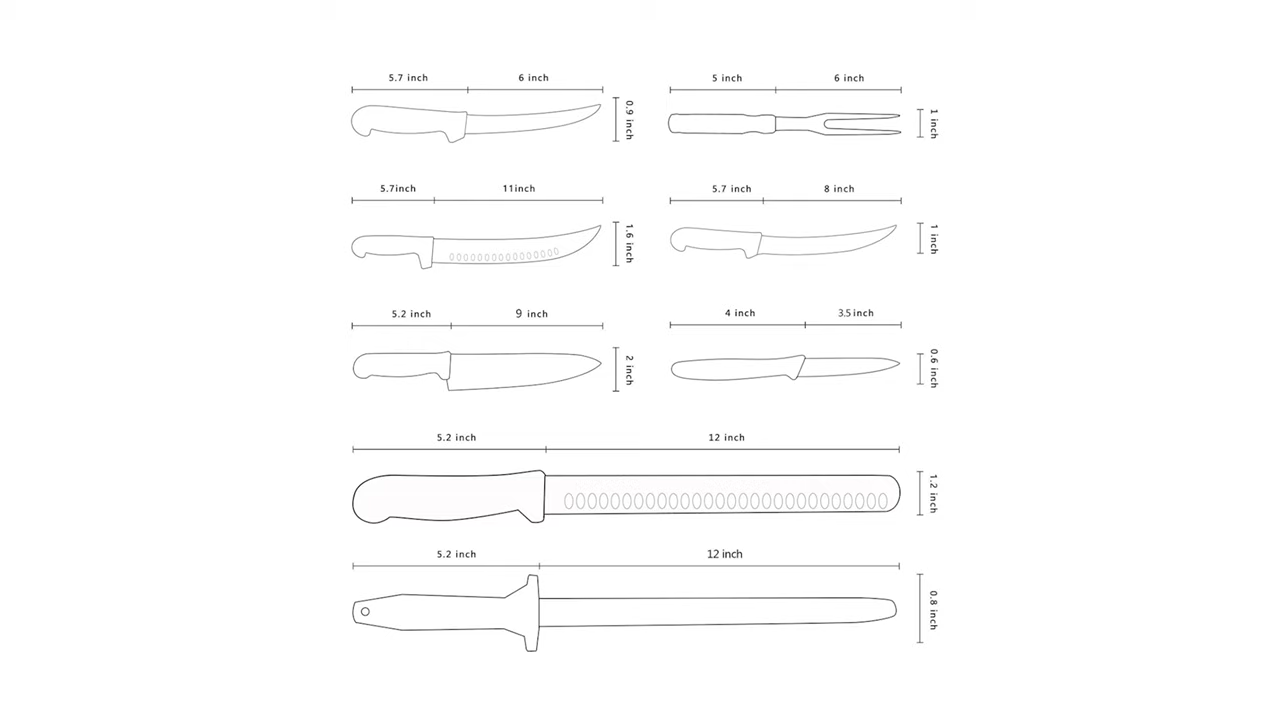 5.7 inch
6 inch
0.9 inch
5 inch
6 inch
1 inch
5.7inch
11inch
1.6 inch
5.7 inch
8 inch
1 inch
5.2 inch
9 inch
2 inch
4 inch
3.5 inch
0.6 inch
5.2 inch
12 inch
1.2 inch
5.2 inch
12 inch
0.8 inch